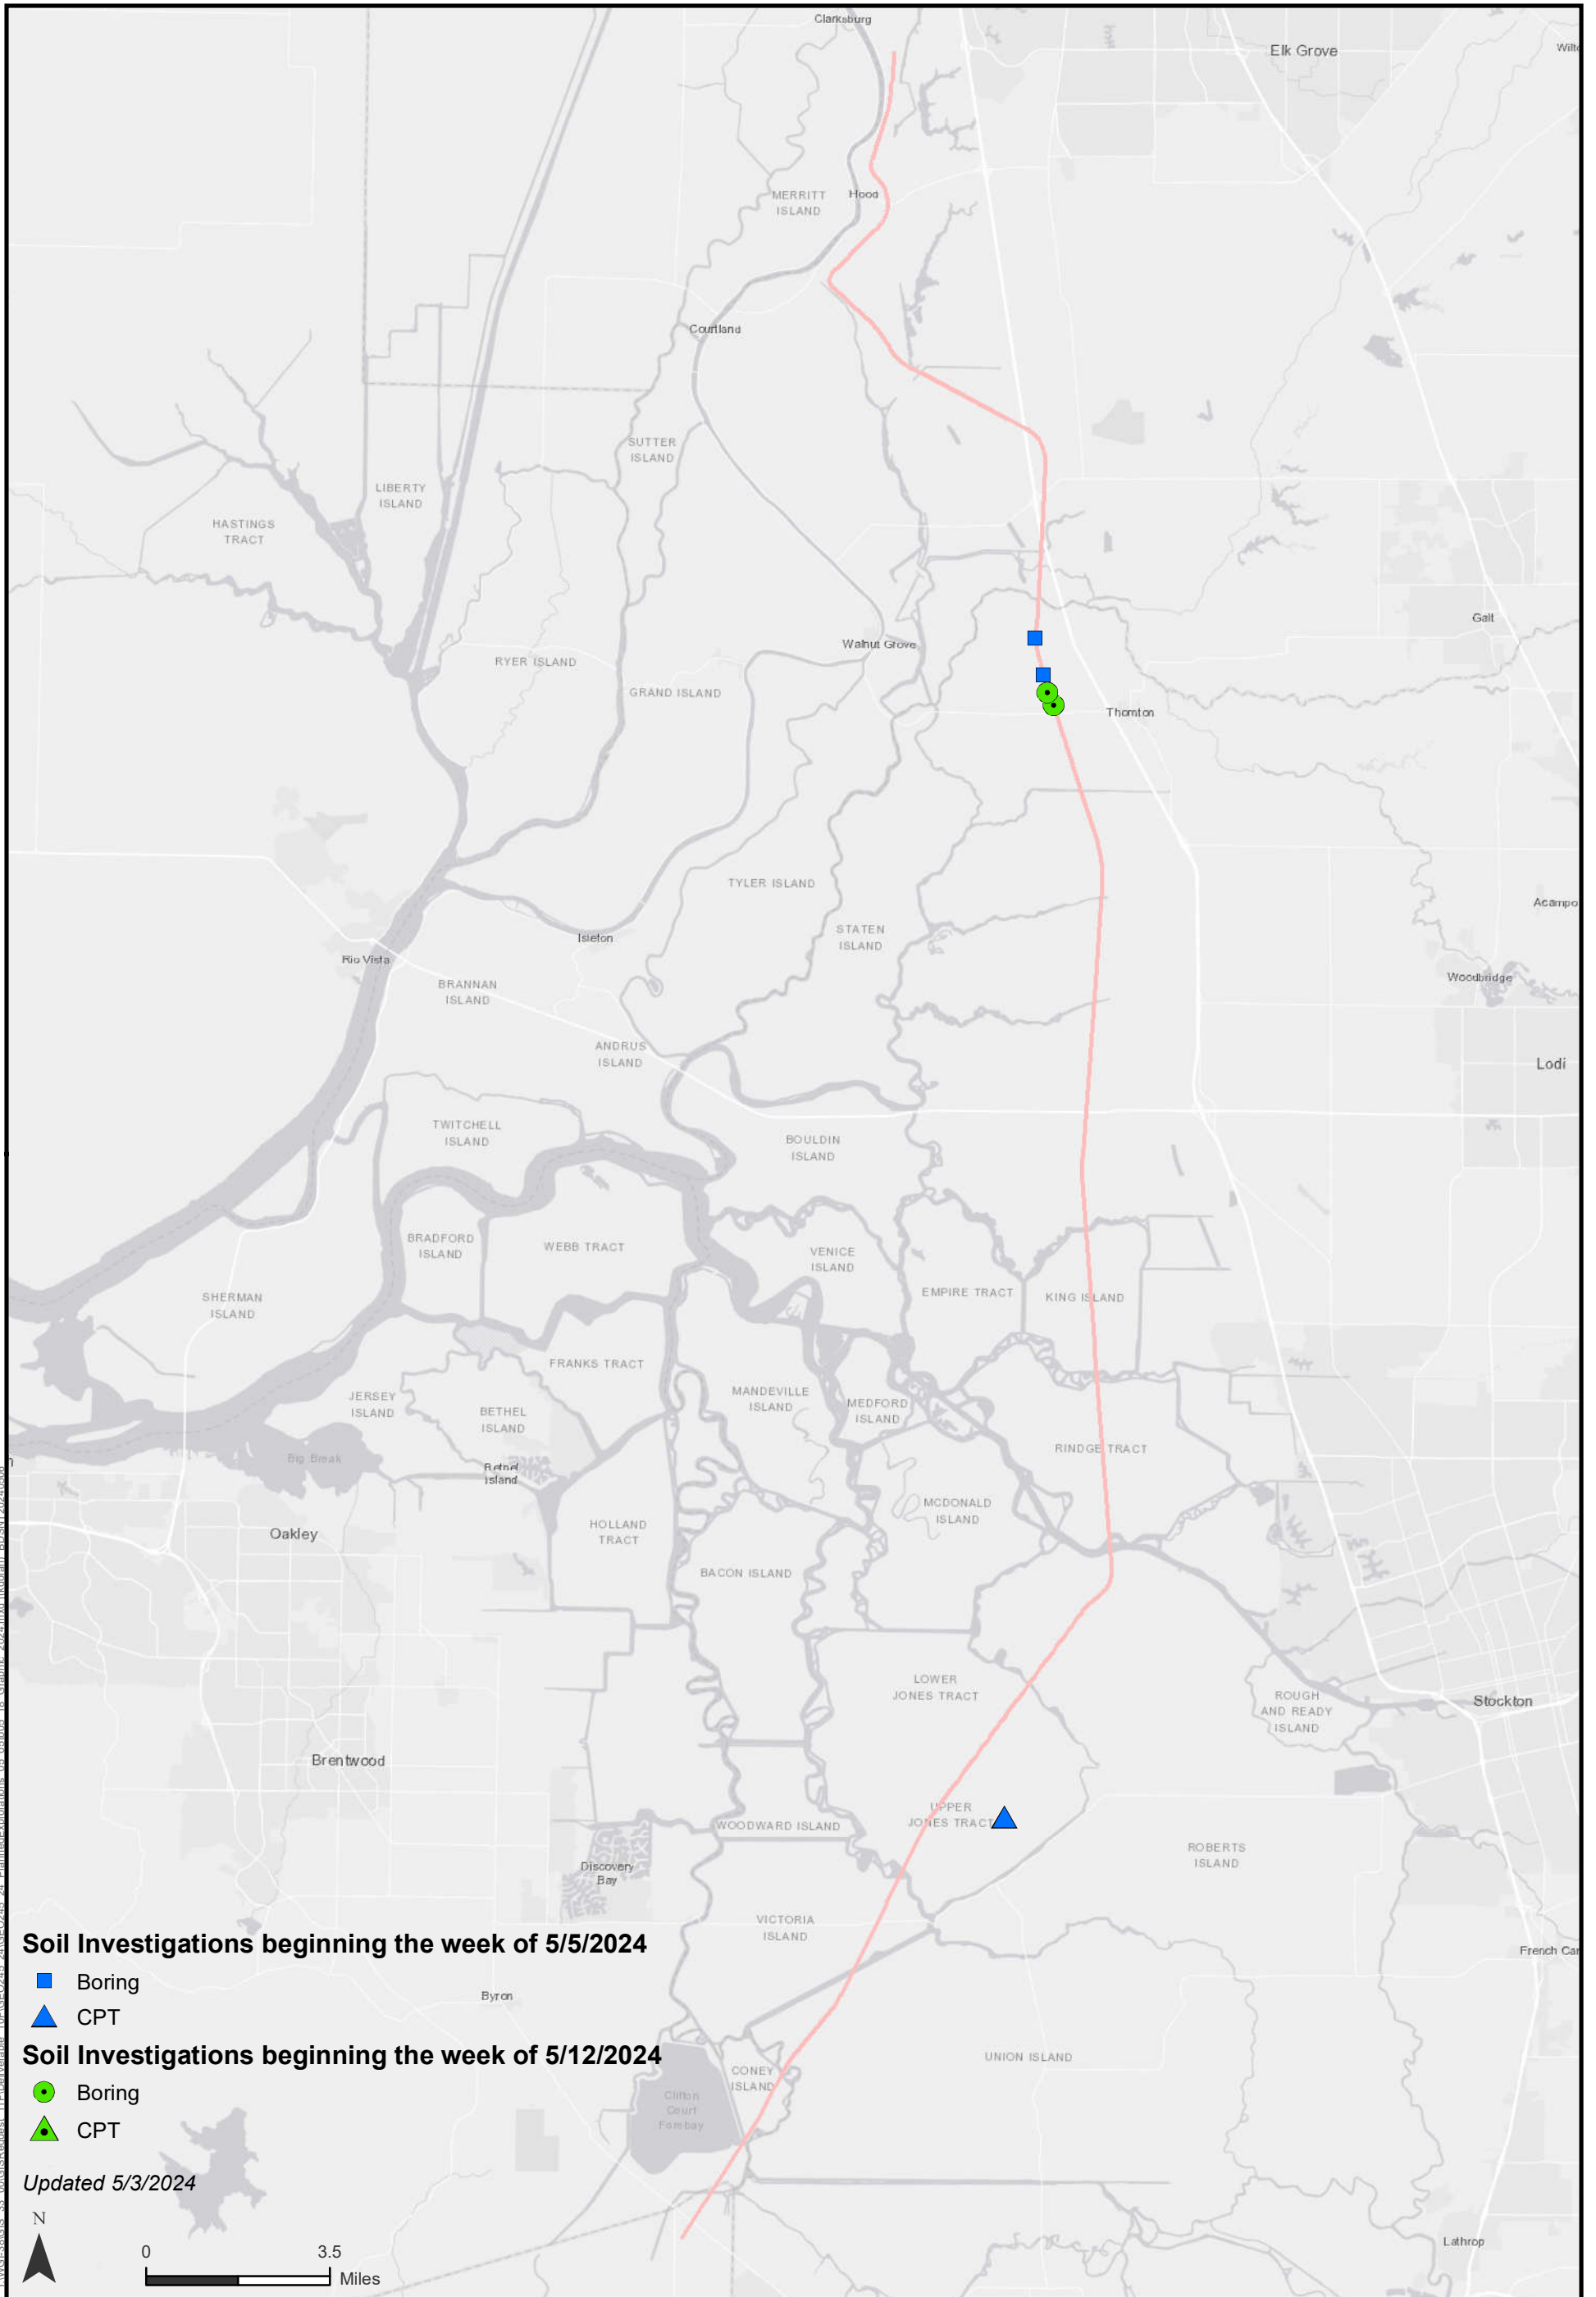 Clarksburg
Elk Grove
Wilt
MERRITT
ISLAND
Hood
Courtland
SUTTER
ISLAND
LIBERTY
ISLAND
HASTINGS
TRACT
Galt
Walnut Grove
RYER ISLAND
GRAND ISLAND
Thornton
TYLER ISLAND
Acampo
STATEN
ISLAND
Isleton
Rio Vista
Woodbridge
BRANNAN
ISLAND
ANDRUS
ISLAND
Lodi
TWITCHELL
ISLAND
BOULDIN
ISLAND
BRADFORD
ISLAND
WEBB TRACT
VENICE
ISLAND
EMPIRE TRACT
KING ISLAND
SHERMAN
ISLAND
FRANKS TRACT
JERSEY
ISLAND
BETHEL
ISLAND
MANDEVILLE
ISLAND
MEDFORD
ISLAND
RINDGE TRACT
Big Break
Bethel
Island
MCDONALD
ISLAND
Oakley
HOLLAND
TRACT
BACON ISLAND
LOWER
JONES TRACT
ROUGH
AND READY
ISLAND
Stockton
Brentwood
UPPER
JONES TRACT
WOODWARD ISLAND
ROBERTS
ISLAND
Discovery
Bay
VICTORIA
ISLAND
French Car
Byron
UNION ISLAND
CONEY
ISLAND
Clifton
Court
Forebay
Lathrop
Soil Investigations beginning the week of 5/5/2024
Boring
CPT
Soil Investigations beginning the week of 5/12/2024
Boring
CPT
Updated 5/3/2024
N
0 3.5
Miles